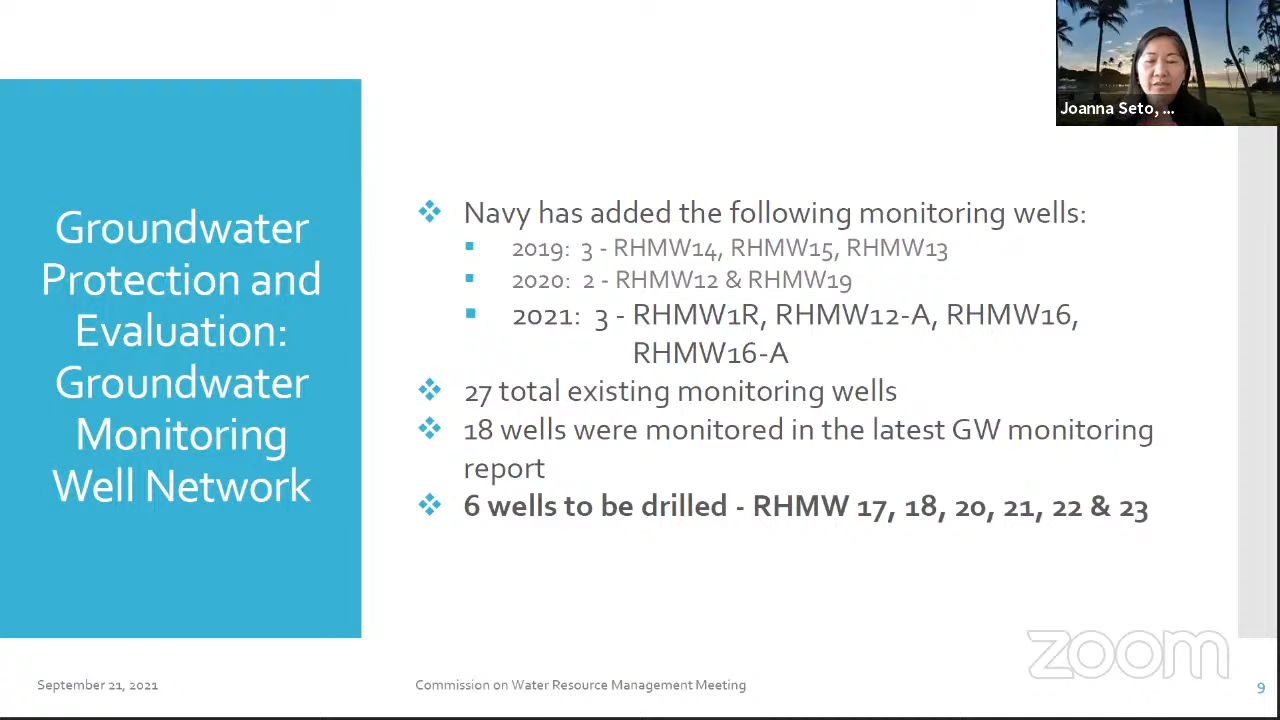 Joanna Seto, ...
Groundwater
Protection and
Evaluation:
Groundwater
Monitoring
Well Network
Navy has added the following monitoring wells:
2019: 3 - RHMW14, RHMW15, RHMW13
2020: 2 - RHMW12 & RHMW19
2021: 3 - RHMW1R, RHMW12-A, RHMW16,
RHMW16-A
27 total existing monitoring wells
18 wells were monitored in the latest GW monitoring
report
6 wells to be drilled - RHMW 17, 18, 20, 21, 22 & 23
zoom
September 21, 2021
Commission on Water Resource Management Meeting
9